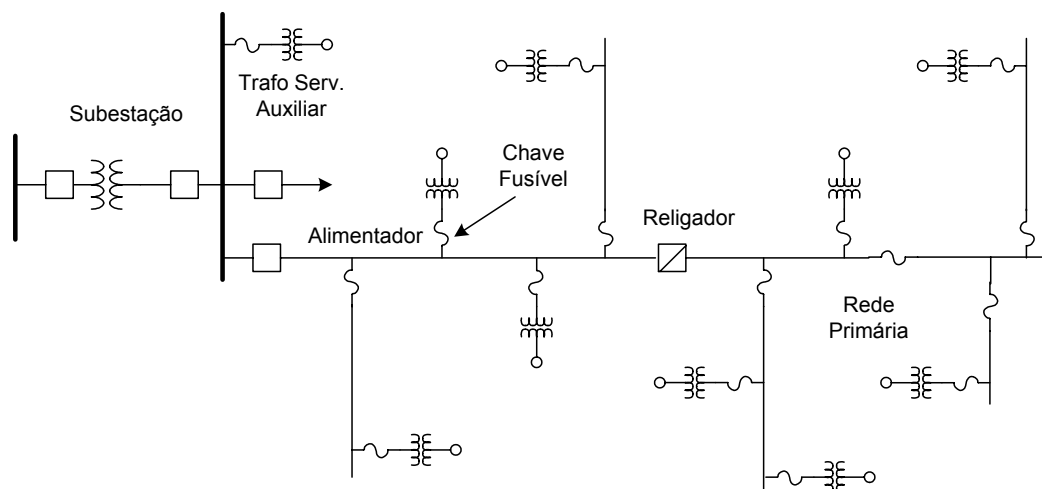 Trafo Serv.
Auxiliar
Subestação
Chave
Fusível
Alimentador
Religador
Rede
Primária